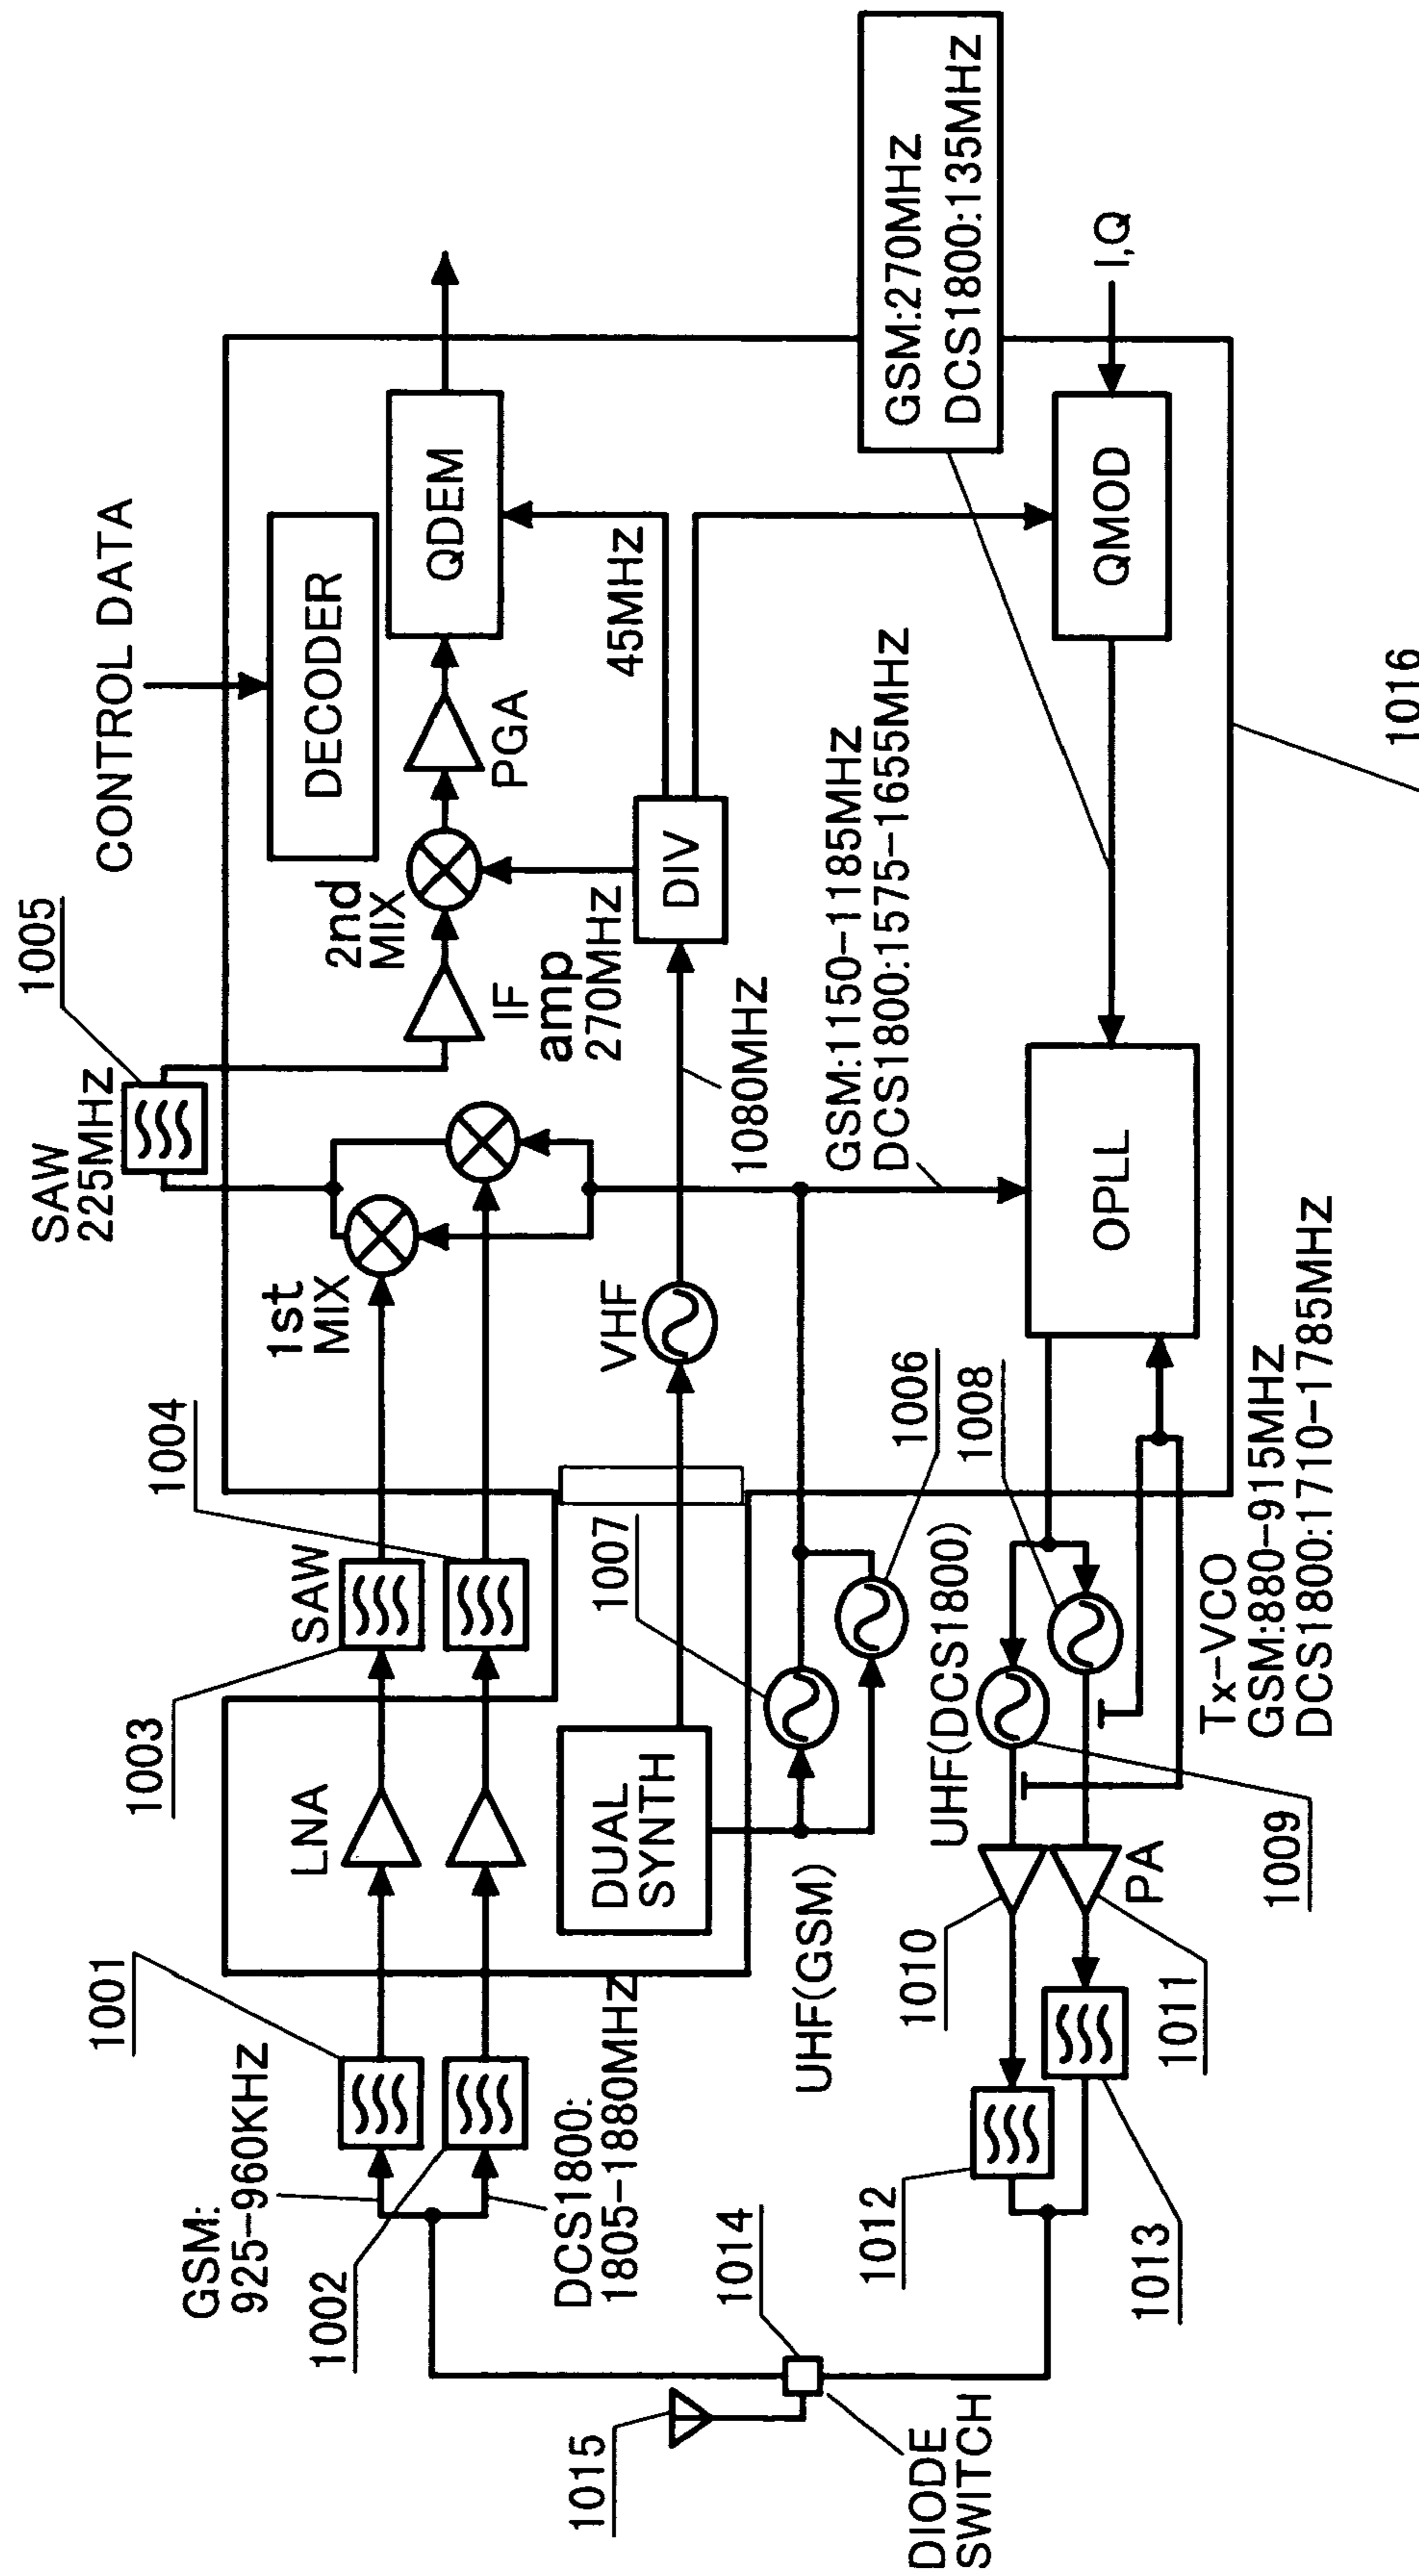 CONTROL DATA
1005
SAW
225MHZ
DECODER
2nd
MIX
IF
amp
270MHZ
PGA
QDEM
45MHZ
1st
MIX
1004
SAW
1003
LNA
1001
GSM:
925-960KHZ
1002
DCS1800:
1805-1880MHZ
DUAL
SYNTH
VHF
1080MHZ
DIV
1007
1006
UHF(GSM)
UHF(DCS1800)
1008
GSM:1150-1185MHZ
DCS1800:1575-1655MHZ
GSM:270MHZ
DCS1800:135MHZ
I,Q
QMOD
OPLL
1016
Tx-VCO
GSM:880-915MHZ
DCS1800:1710-1785MHZ
1009
PA
1010
1011
1012
1013
1014
DIODE
SWITCH
1015